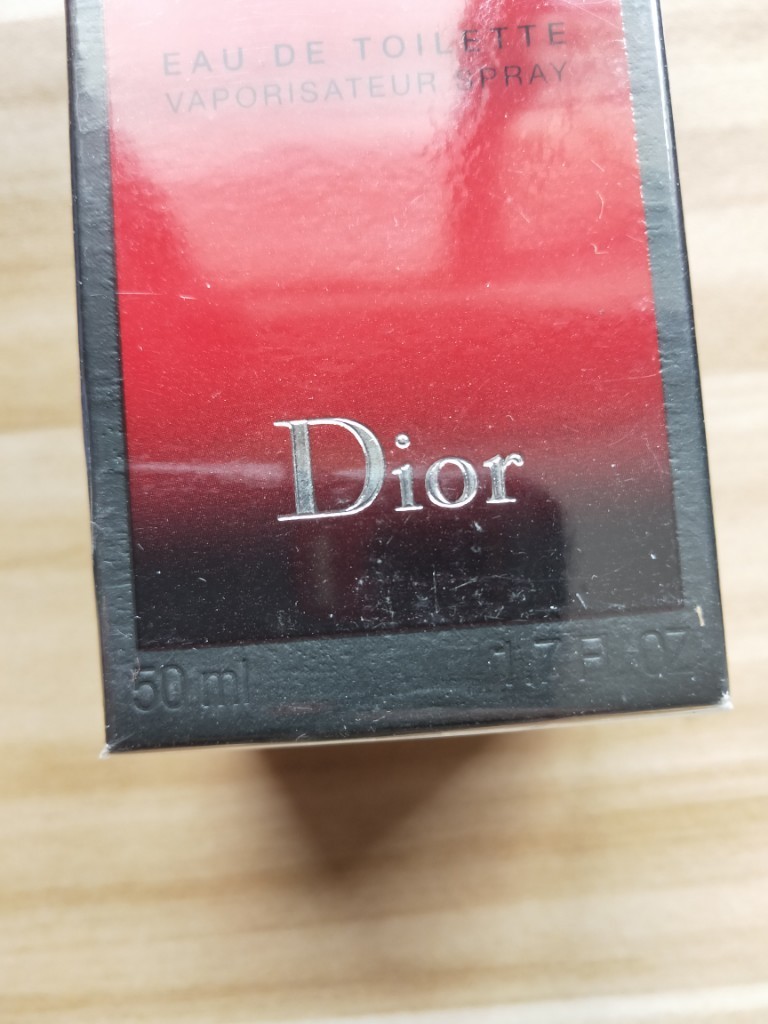 EAU DE TOILETTE
VAPORISATEUR SPRAY
Dior
50 ml 1.7 FL. OZ